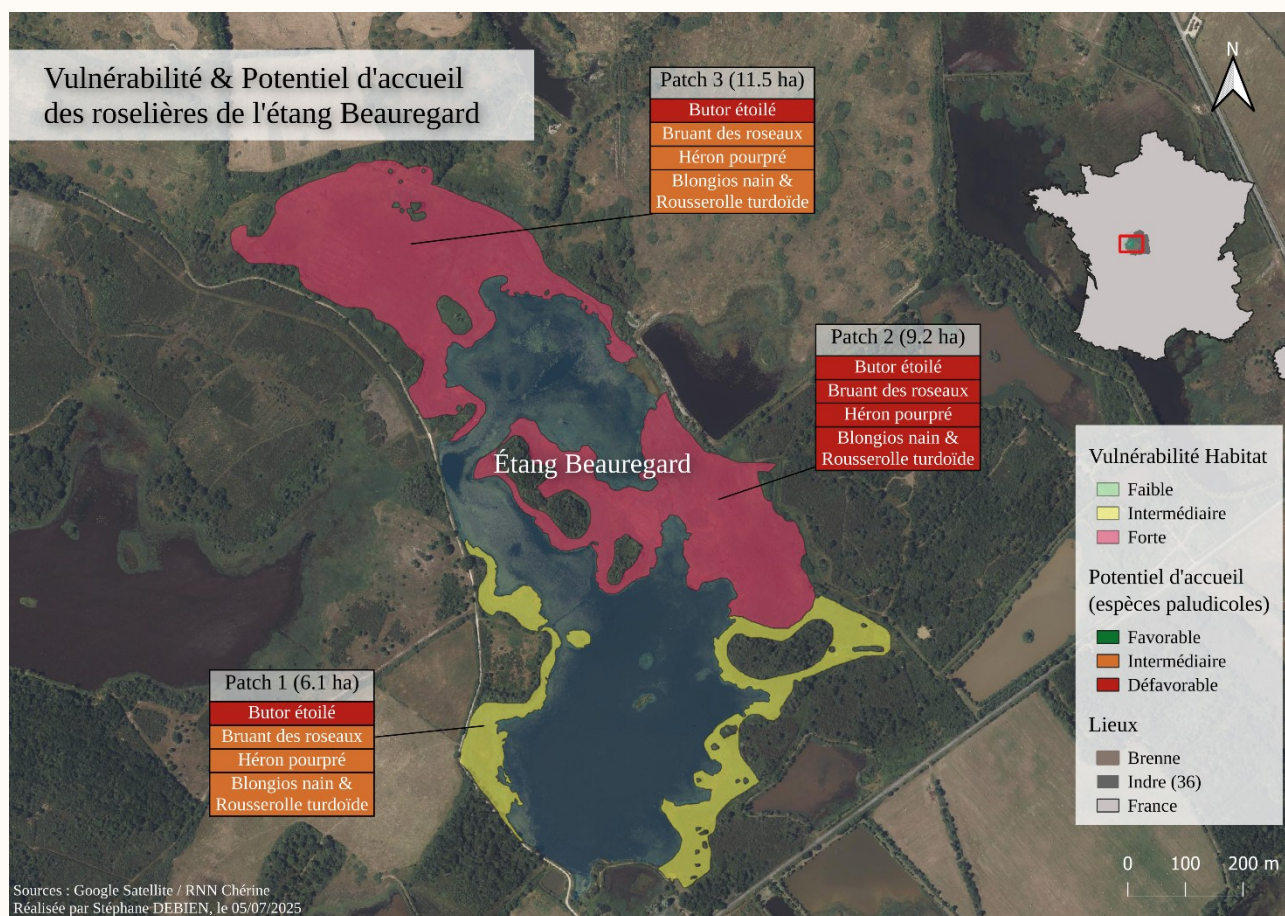 Vulnérabilité & Potentiel d'accueil
des roselières de l'étang Beauregard
Patch 3 (11.5 ha)
Butor étoilé
Bruant des roseaux
Héron pourpré
Blongios nain &
Rousserolle turdoïde
N
Patch 2 (9.2 ha)
Butor étoilé
Bruant des roseaux
Héron pourpré
Blongios nain &
Rousserolle turdoïde
Étang Beauregard
Patch 1 (6.1 ha)
Butor étoilé
Bruant des roseaux
Héron pourpré
Blongios nain &
Rousserolle turdoïde
Vulnérabilité Habitat
Faible
Intermédiaire
Forte
Potentiel d'accueil
(espèces paludicoles)
Favorable
Intermédiaire
Défavorable
Lieux
Brenne
Indre (36)
France
0 100 200 m
Sources : Google Satellite / RNN Chérine
Réalisée par Stéphane DEBIEN, le 05/07/2025